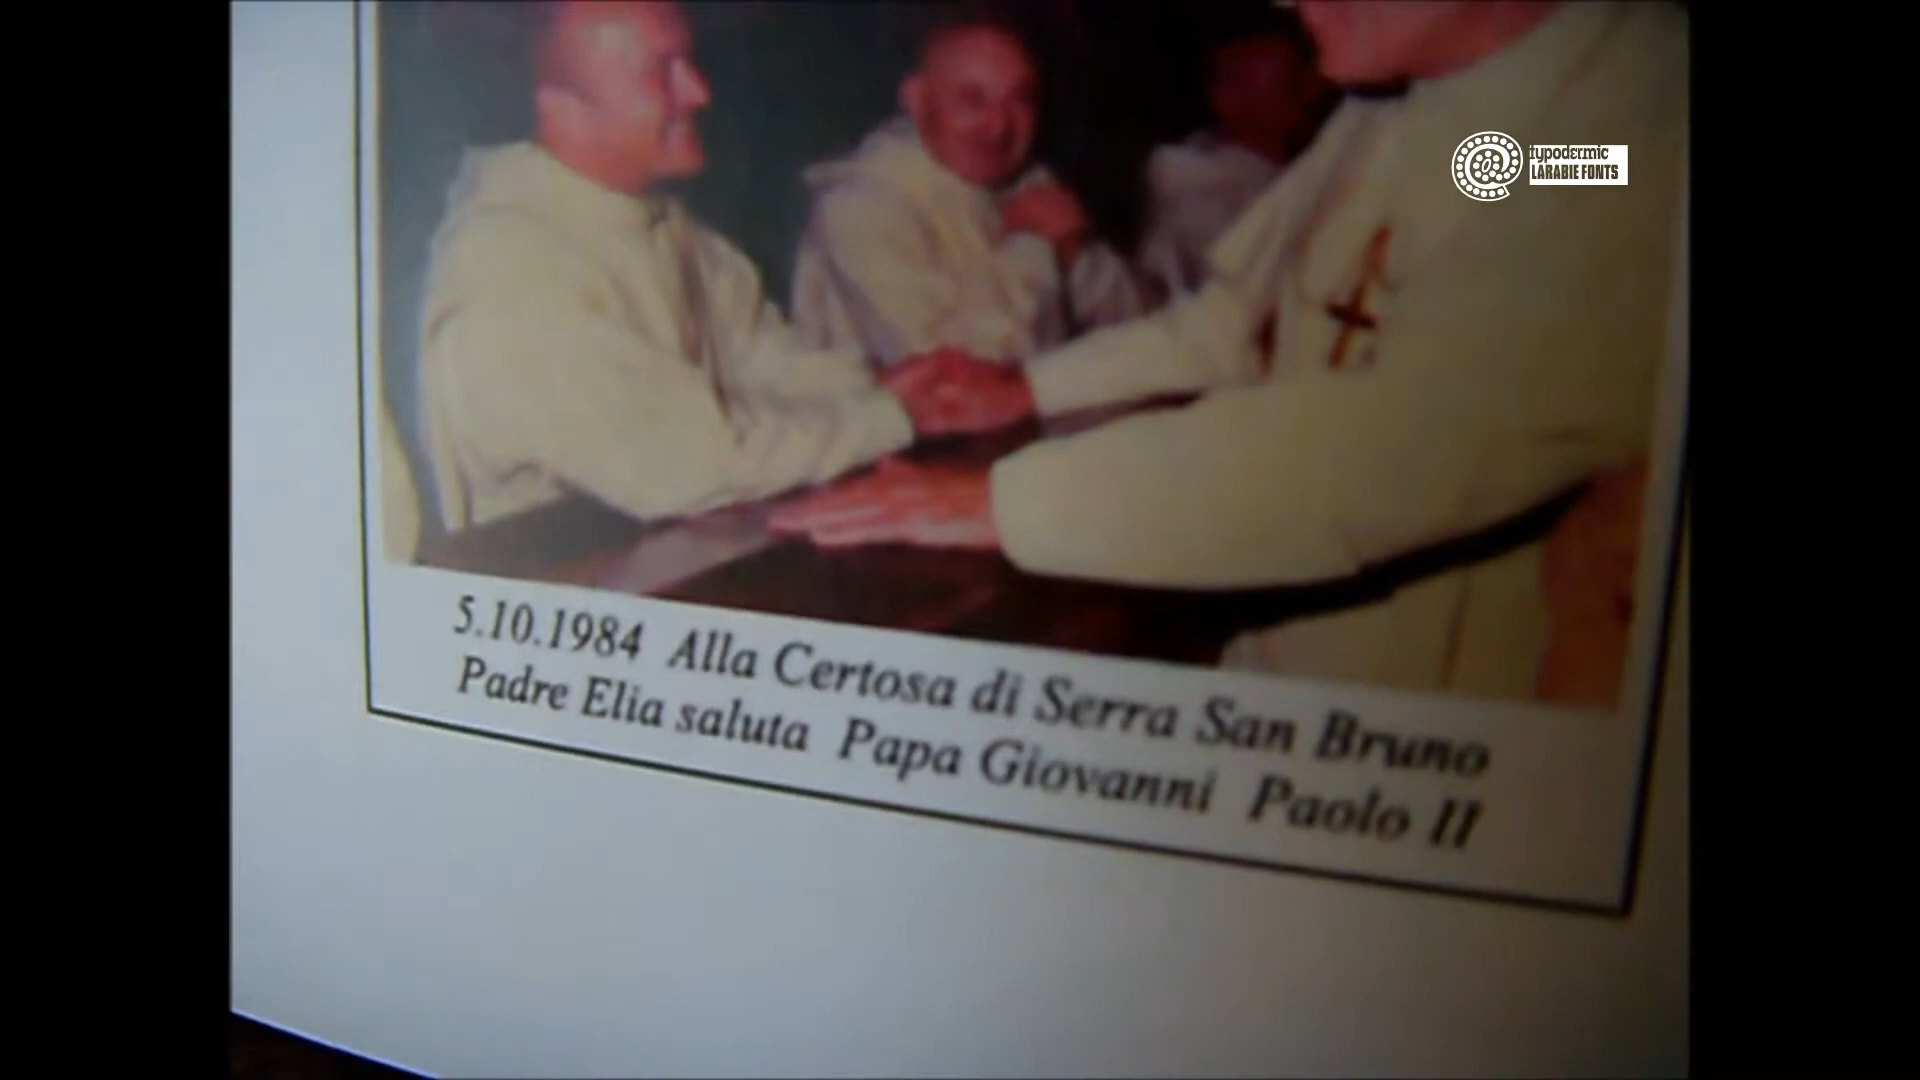 typodermic
LARABIE FONTS
5.10.1984 Alla Certosa di Serra San Bruno
Padre Elia saluta Papa Giovanni Paolo II